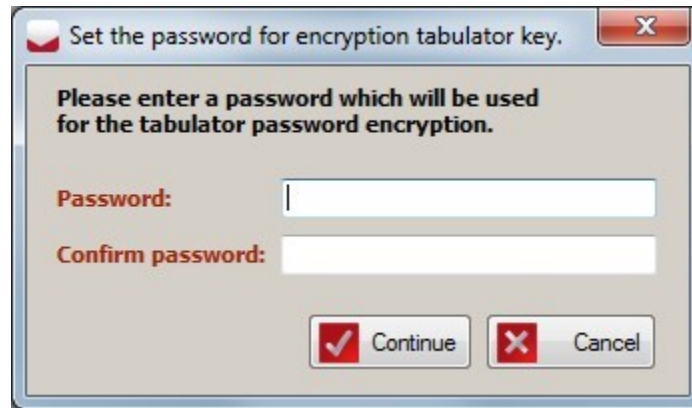 Set the password for encryption tabulator key.
Please enter a password which will be used
for the tabulator password encryption.
Password:
Confirm password:
Continue
Cancel